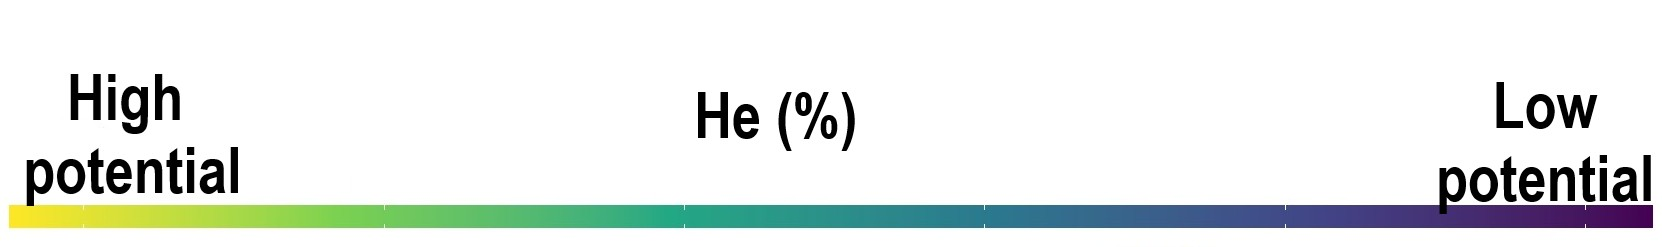 High
potential
He (%)
Low
potential